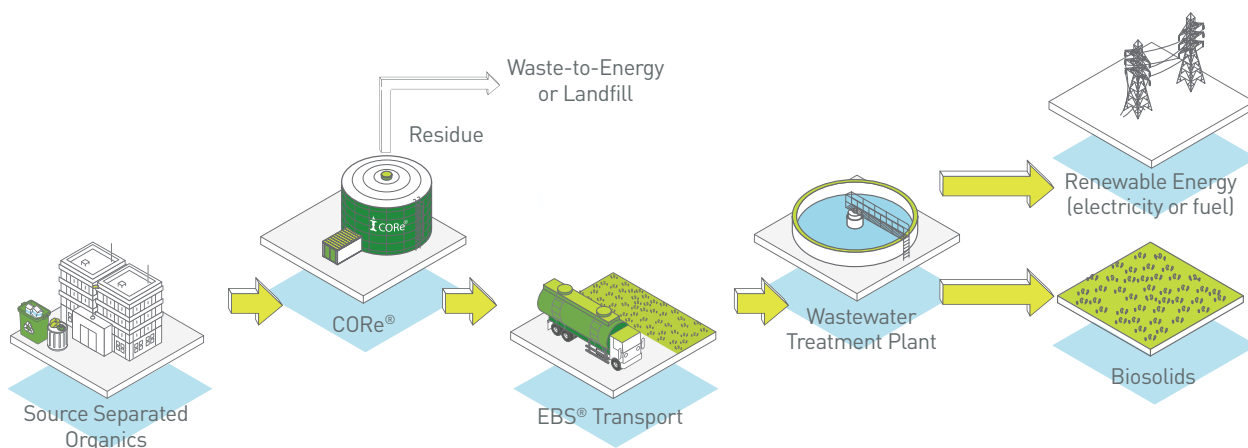 Waste-to-Energy
or Landfill
Residue
CORe®
Renewable Energy
(electricity or fuel)
CORe®
Wastewater
Treatment Plant
Biosolids
EBS® Transport
Source Separated
Organics